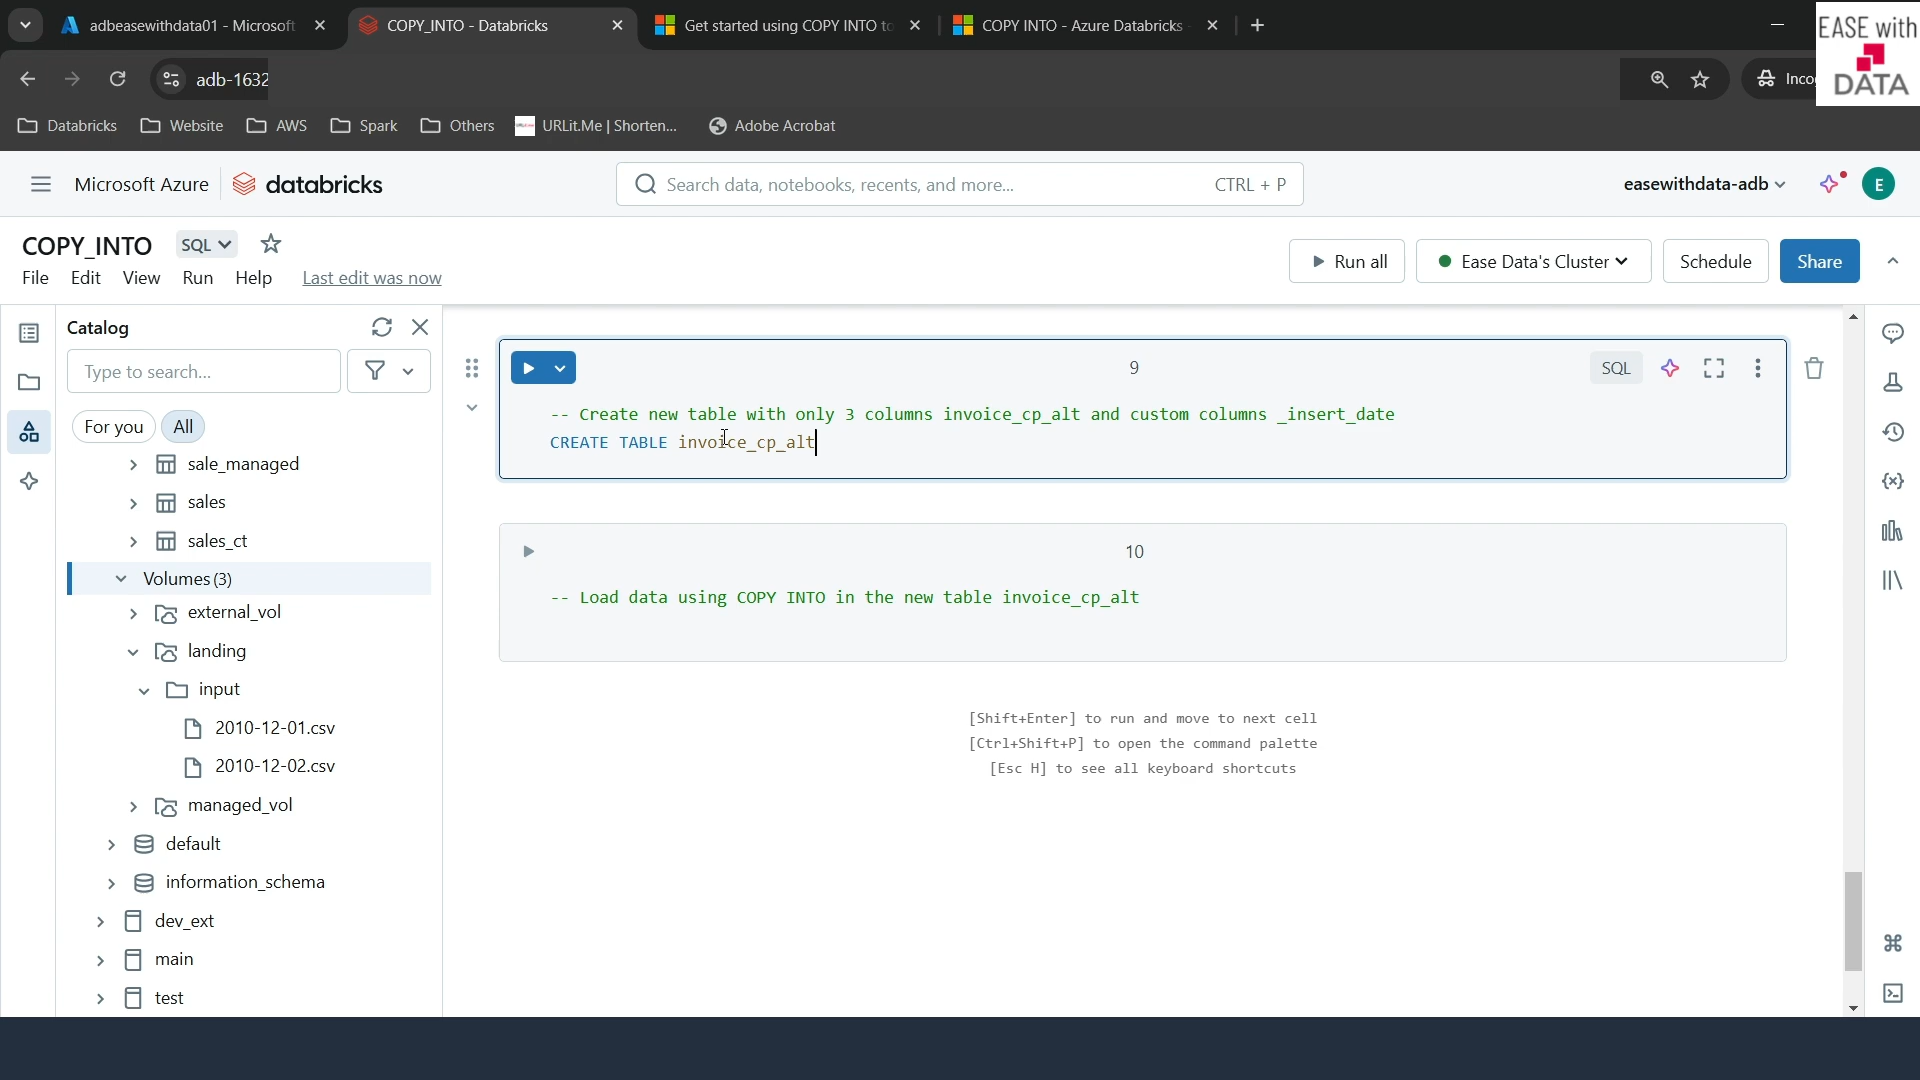 adbeasewithdata01 - Microsoft
COPY_INTO - Databricks
Get started using COPY INTO to
COPY INTO - Azure Databricks -
EASE with
DATA
adb-1632
Databricks
Website
AWS
Spark
Others
URLit.Me | Shorten...
Adobe Acrobat
Microsoft Azure
databricks
Search data, notebooks, recents, and more...
CTRL + P
easewithdata-adb
E
COPY_INTO
SQL
File
Edit
View
Run
Help
Last edit was now
Run all
Ease Data's Cluster
Schedule
Share
Catalog
Type to search...
For you
All
sale_managed
sales
sales_ct
Volumes (3)
external_vol
landing
input
2010-12-01.csv
2010-12-02.csv
managed_vol
default
information_schema
dev_ext
main
test
9
SQL
-- Create new table with only 3 columns invoice_cp_alt and custom columns _insert_date
CREATE TABLE invoice_cp_alt
10
-- Load data using COPY INTO in the new table invoice_cp_alt
[Shift+Enter] to run and move to next cell
[Ctrl+Shift+P] to open the command palette
[Esc H] to see all keyboard shortcuts